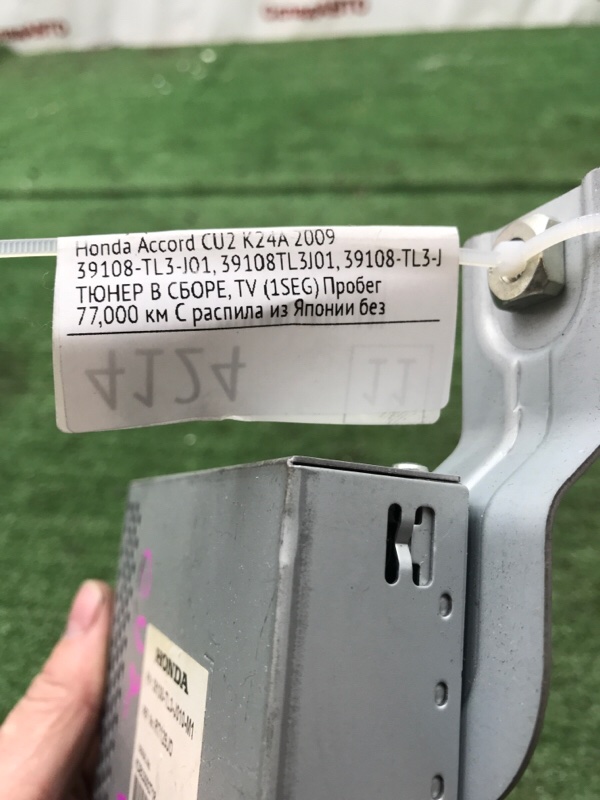 Honda Accord CU2 K24A 2009
39108-TL3-J01, 39108TL3J01, 39108-TL3-J
ТЮНЕР В СБОРЕ, TV (1SEG) Пробег
77,000 км С распила из Японии без
4124
11
HONDA